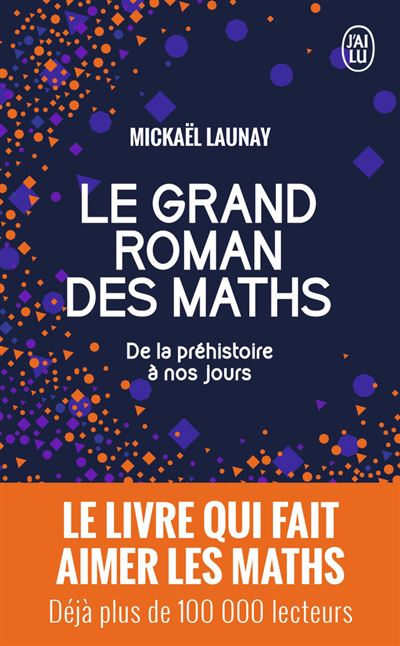 J'AI
LU
MICKAËL LAUNAY
LE GRAND
ROMAN
DES MATHS
De la préhistoire
à nos jours
LE LIVRE QUI FAIT
AIMER LES MATHS
Déjà plus de 100 000 lecteurs